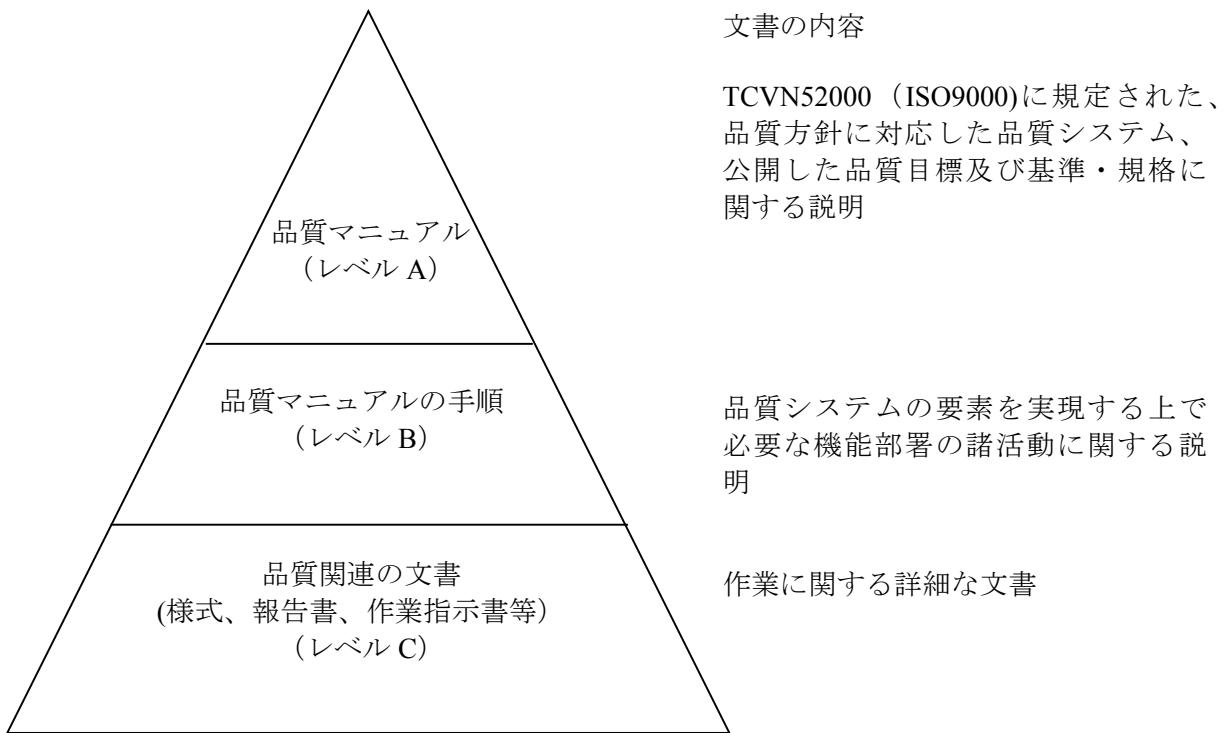 文書の内容
TCVN52000（ISO9000)に規定された、
品質方針に対応した品質システム、
公開した品質目標及び基準・規格に
関する説明
品質マニュアル
（レベル A）
品質マニュアルの手順
（レベル B）
品質システムの要素を実現する上で
必要な機能部署の諸活動に関する説
明
品質関連の文書
(様式、報告書、作業指示書等）
（レベル C）
作業に関する詳細な文書